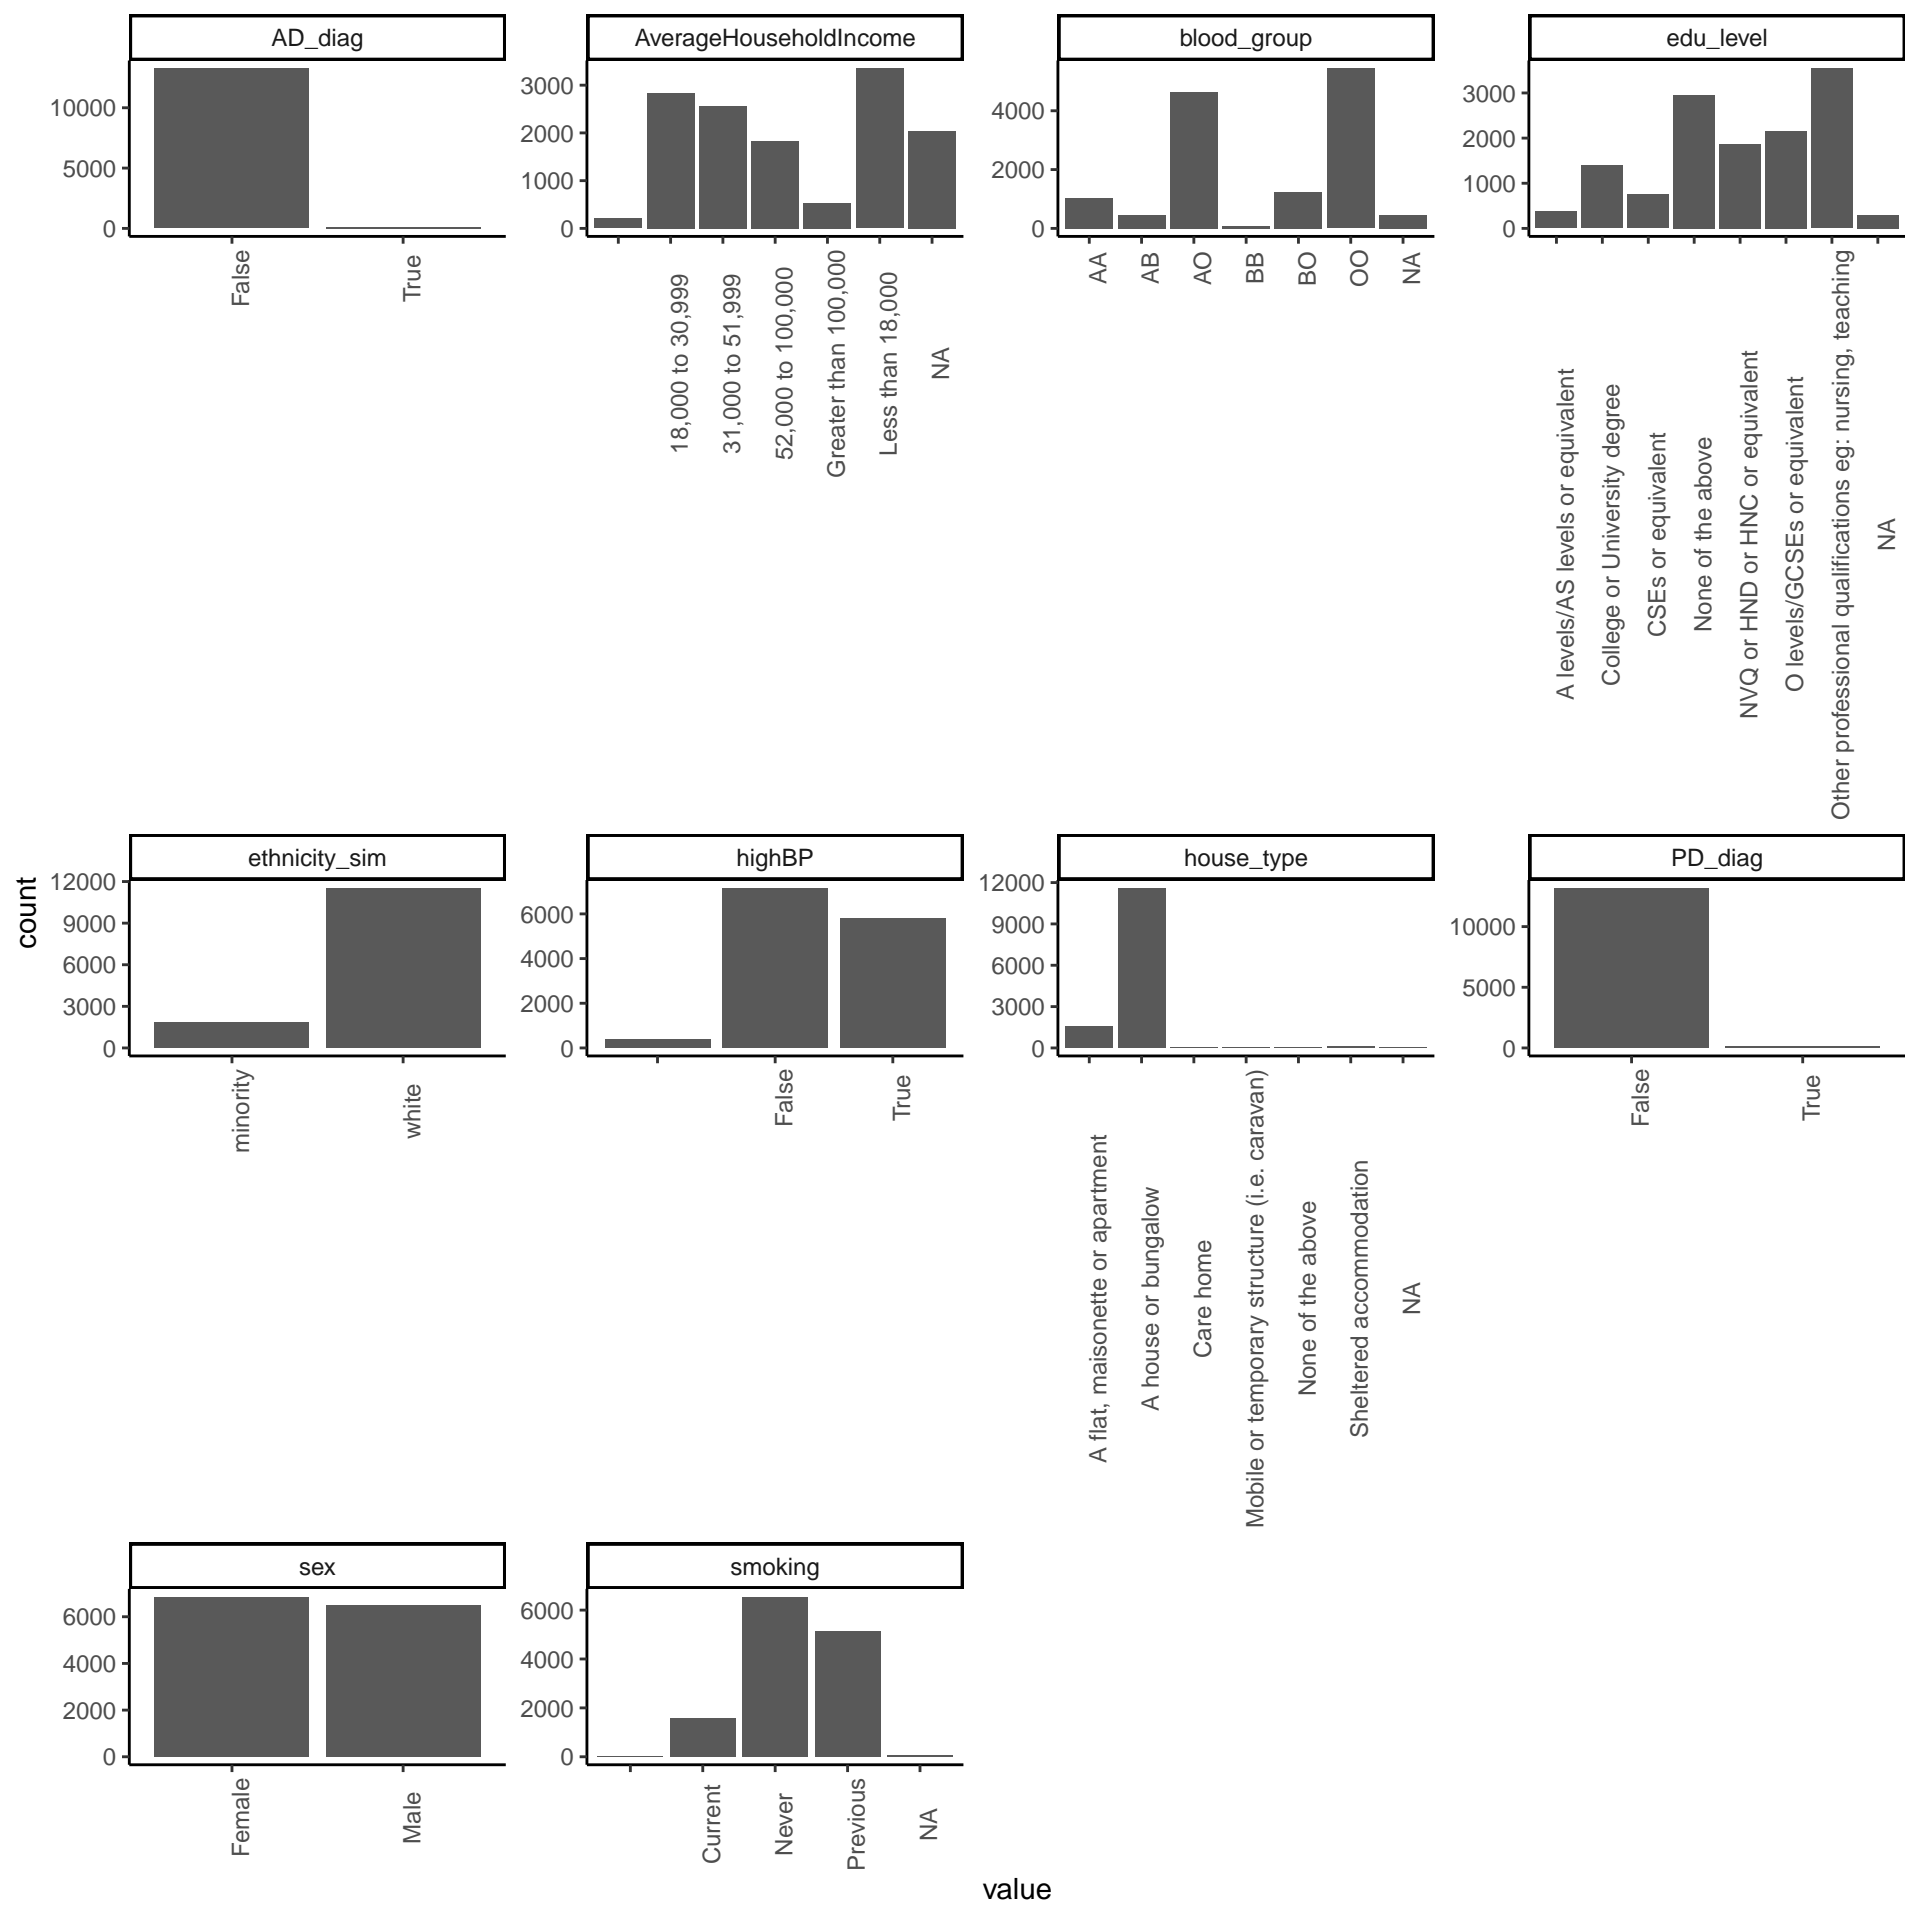 AD_diag
10000
5000
0
False
True
AverageHouseholdIncome
3000
2000
1000
0
18,000 to 30,999
31,000 to 51,999
52,000 to 100,000
Greater than 100,000
Less than 18,000
NA
blood_group
4000
2000
0
AA
AB
AO
BB
BO
OO
NA
edu_level
3000
2000
1000
0
A levels/AS levels or equivalent
College or University degree
CSEs or equivalent
None of the above
NVQ or HND or HNC or equivalent
O levels/GCSEs or equivalent
Other professional qualifications eg: nursing, teaching
NA
count
ethnicity_sim
12000
9000
6000
3000
0
minority
white
highBP
6000
4000
2000
0
False
True
house_type
12000
9000
6000
3000
0
A flat, maisonette or apartment
A house or bungalow
Care home
Mobile or temporary structure (i.e. caravan)
None of the above
Sheltered accommodation
NA
PD_diag
10000
5000
0
False
True
sex
6000
4000
2000
0
Female
Male
smoking
6000
4000
2000
0
Current
Never
Previous
NA
value